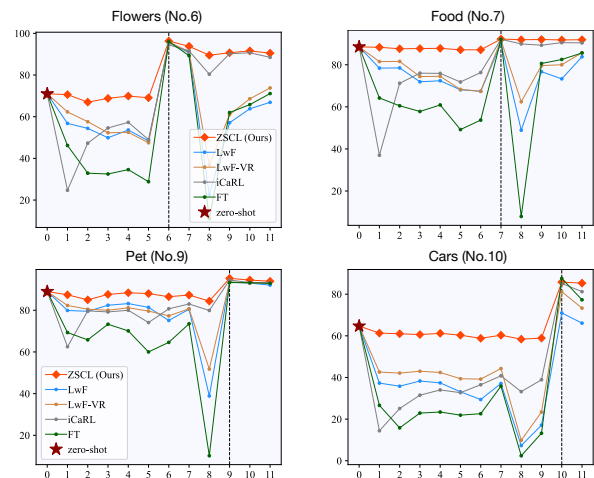 Flowers (No.6)
100
80
60
40
20
0 1 2 3 4 5 6 7 8 9 10 11
ZSCL (Ours)
LwF
LwF-VR
iCaRL
FT
zero-shot
Food (No.7)
80
60
40
20
0 1 2 3 4 5 6 7 8 9 10 11
Pet (No.9)
80
60
40
20
0 1 2 3 4 5 6 7 8 9 10 11
ZSCL (Ours)
LwF
LwF-VR
iCaRL
FT
zero-shot
Cars (No.10)
80
60
40
20
0
0 1 2 3 4 5 6 7 8 9 10 11